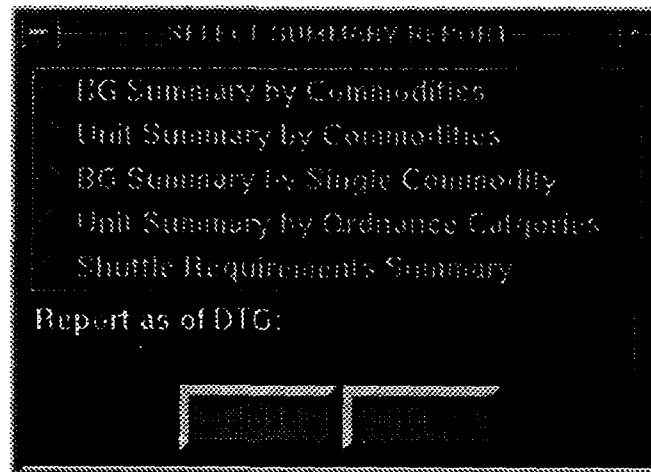 SELECT SUMMARY REPORT
BG Summary by Commodities
Unit Summary by Commodities
BG Summary by Single Commodity
Unit Summary by Ordnance Catgories
Shuttle Requirements Summary
Report as of DTG: